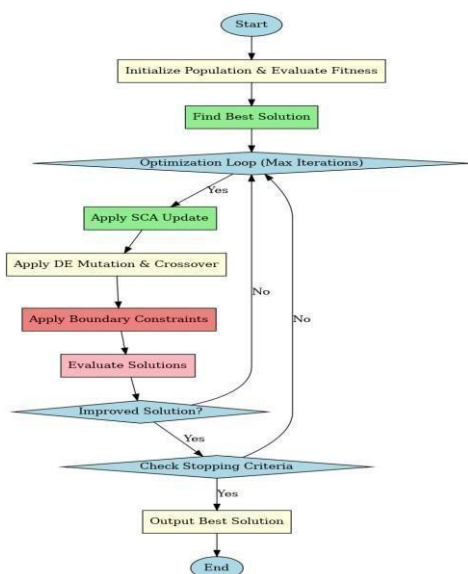 Start
Initialize Population & Evaluate Fitness
Find Best Solution
Optimization Loop (Max Iterations)
Yes
Apply SCA Update
Apply DE Mutation & Crossover
No
Apply Boundary Constraints
No
Evaluate Solutions
Improved Solution?
Yes
Check Stopping Criteria
Yes
Output Best Solution
End